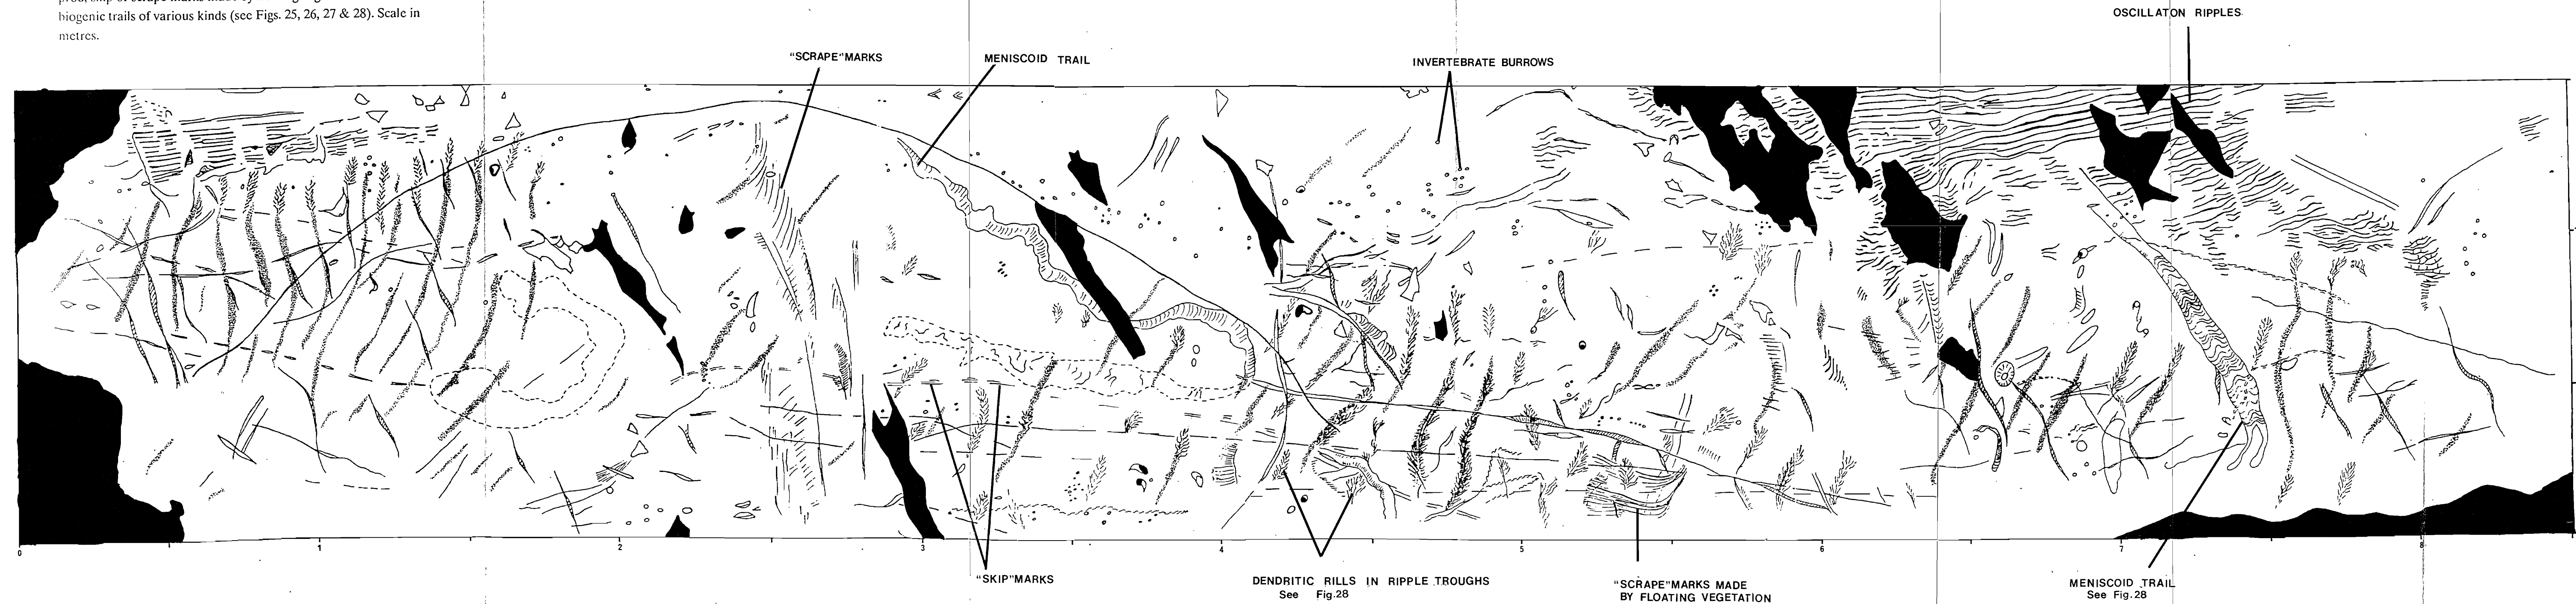 biogenic trails of various kinds (see Figs. 25, 26, 27 & 28). Scale in
metres.
OSCILLATON RIPPLES
"SCRAPE"MARKS
MENISCOID TRAIL
INVERTEBRATE BURROWS
0 1 2 3 4 5 6 7 8
"SKIP"MARKS
DENDRITIC RILLS IN RIPPLE TROUGHS
See Fig.28
"SCRAPE"MARKS MADE
BY FLOATING VEGETATION
MENISCOID TRAIL
See Fig.28